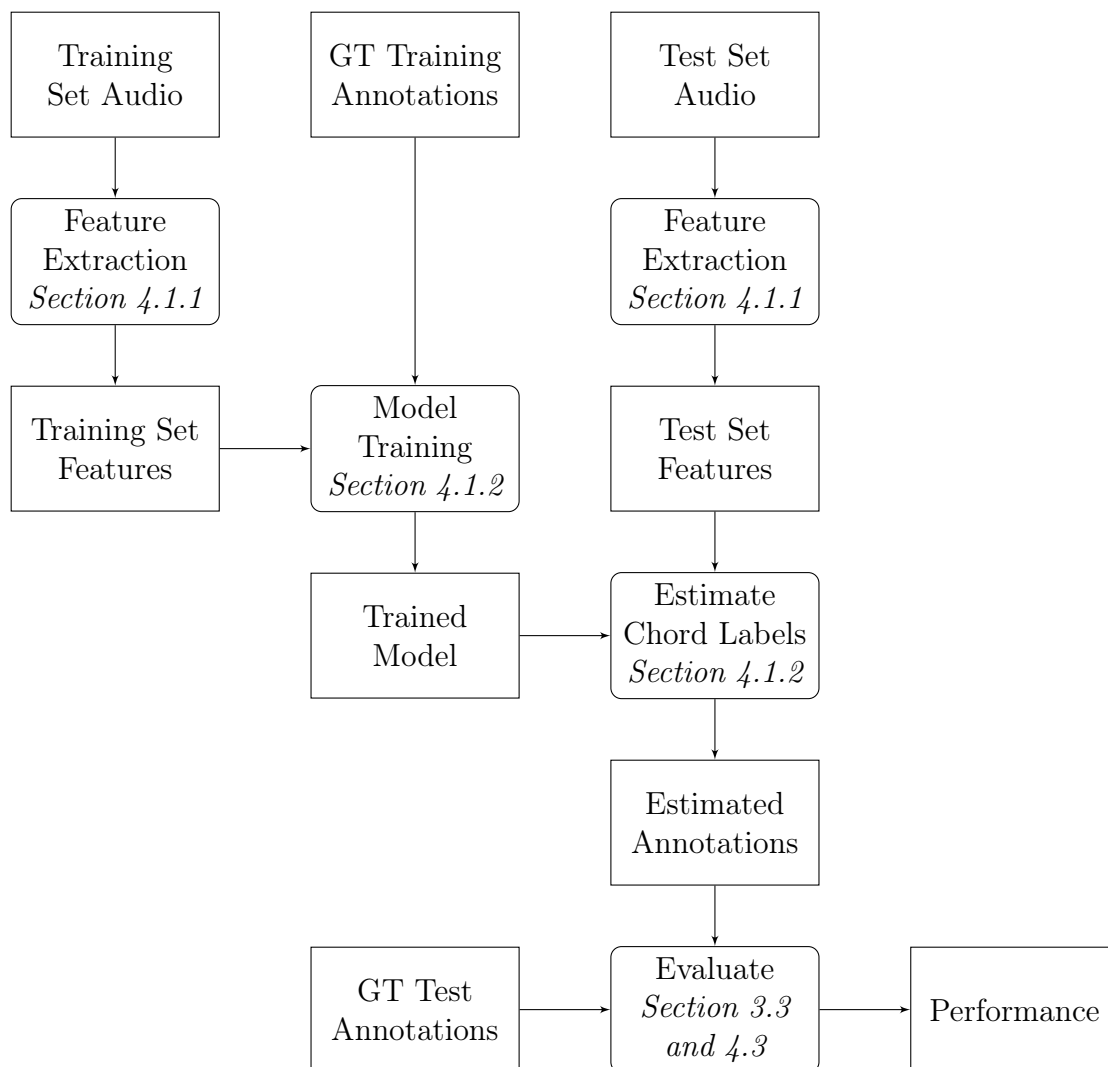 Training
Set Audio
GT Training
Annotations
Test Set
Audio
Feature
Extraction
Section 4.1.1
Feature
Extraction
Section 4.1.1
Training Set
Features
Model
Training
Section 4.1.2
Test Set
Features
Trained
Model
Estimate
Chord Labels
Section 4.1.2
Estimated
Annotations
GT Test
Annotations
Evaluate
Section 3.3
and 4.3
Performance